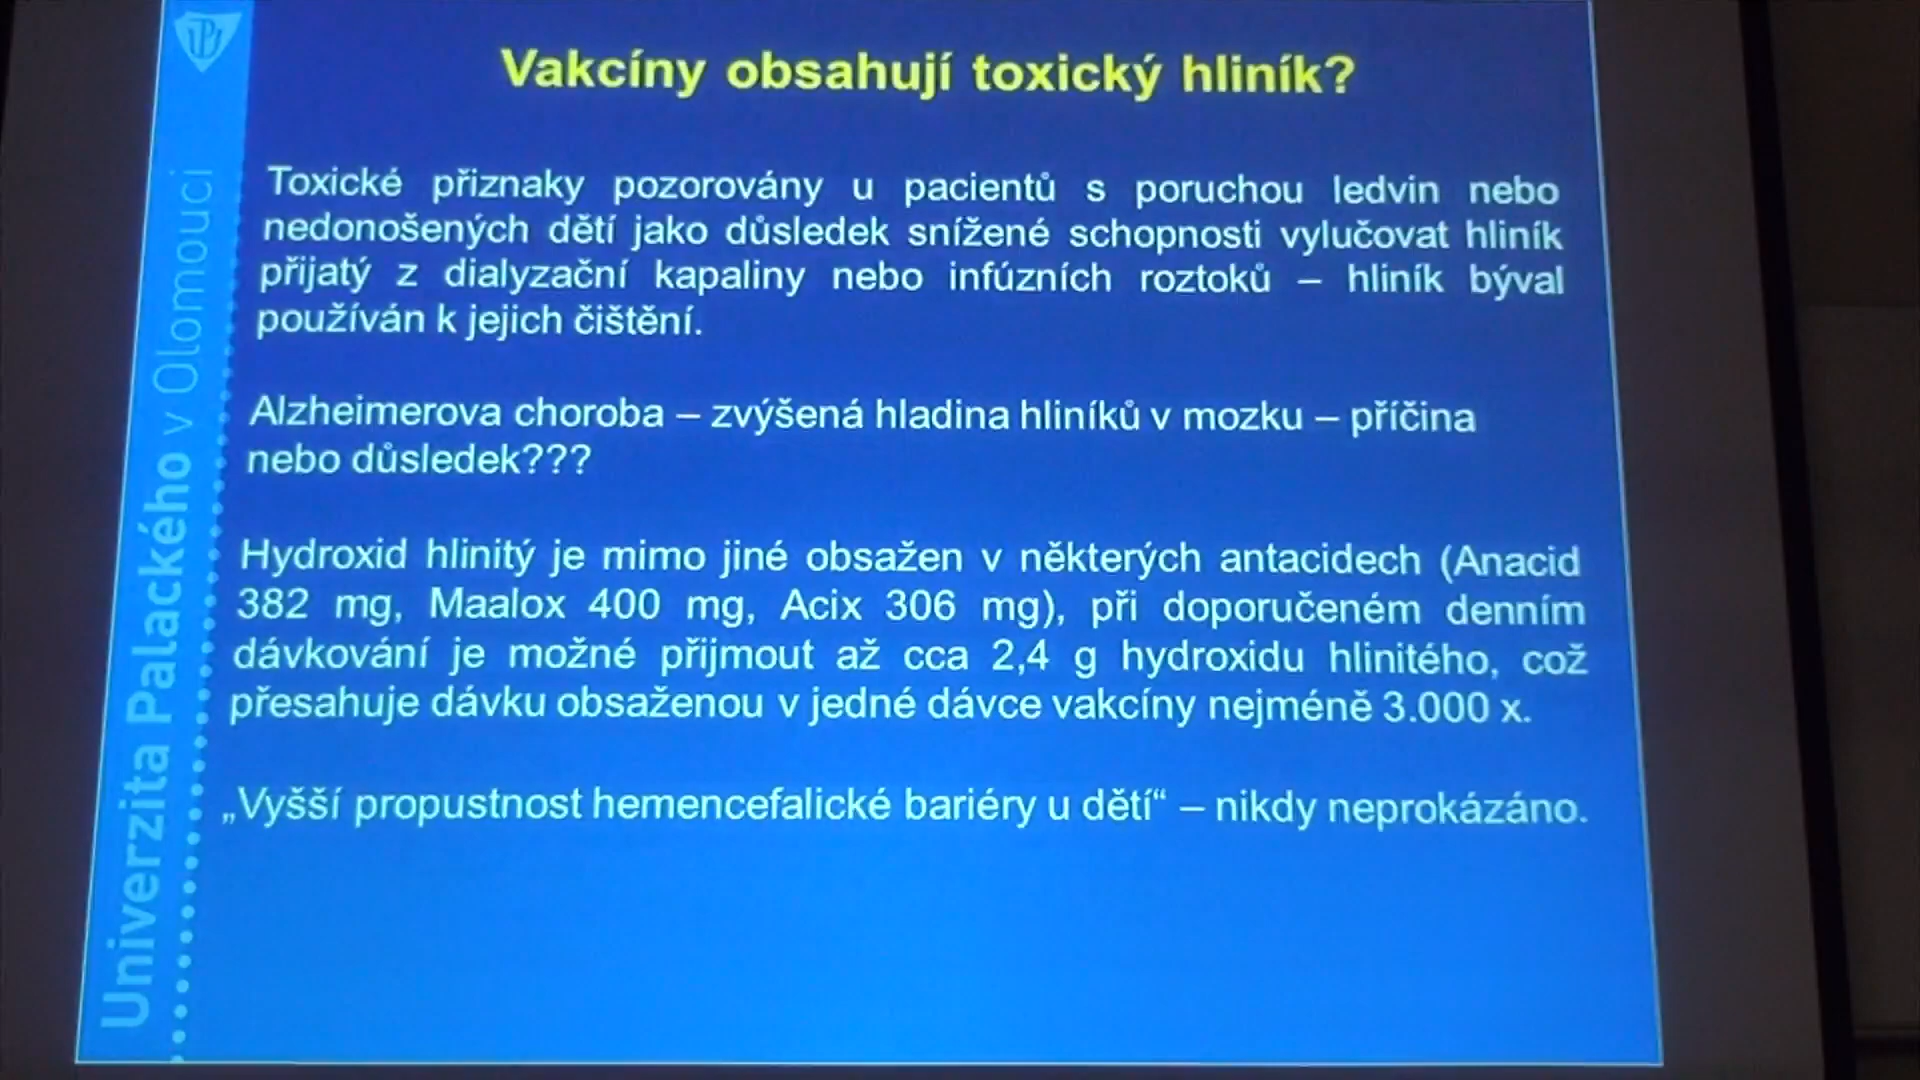 Vakcíny obsahují toxický hliník?
Toxické přiznaky pozorovány u pacientů s poruchou ledvin nebo
nedonošených dětí jako důsledek snížené schopnosti vylučovat hliník
přijatý z dialyzační kapaliny nebo infúzních roztoků – hliník býval
používán k jejich čištění.
Alzheimerova choroba – zvýšená hladina hliníků v mozku – příčina
nebo důsledek???
Hydroxid hlinitý je mimo jiné obsažen v některých antacidech (Anacid
382 mg, Maalox 400 mg, Acix 306 mg), při doporučeném denním
dávkování je možné přijmout až cca 2,4 g hydroxidu hlinitého, což
přesahuje dávku obsaženou v jedné dávce vakcíny nejméně 3.000 x.
„Vyšší propustnost hemencefalické bariéry u dětí“ – nikdy neprokázáno.
Univerzita Palackého v Olomouci
UP